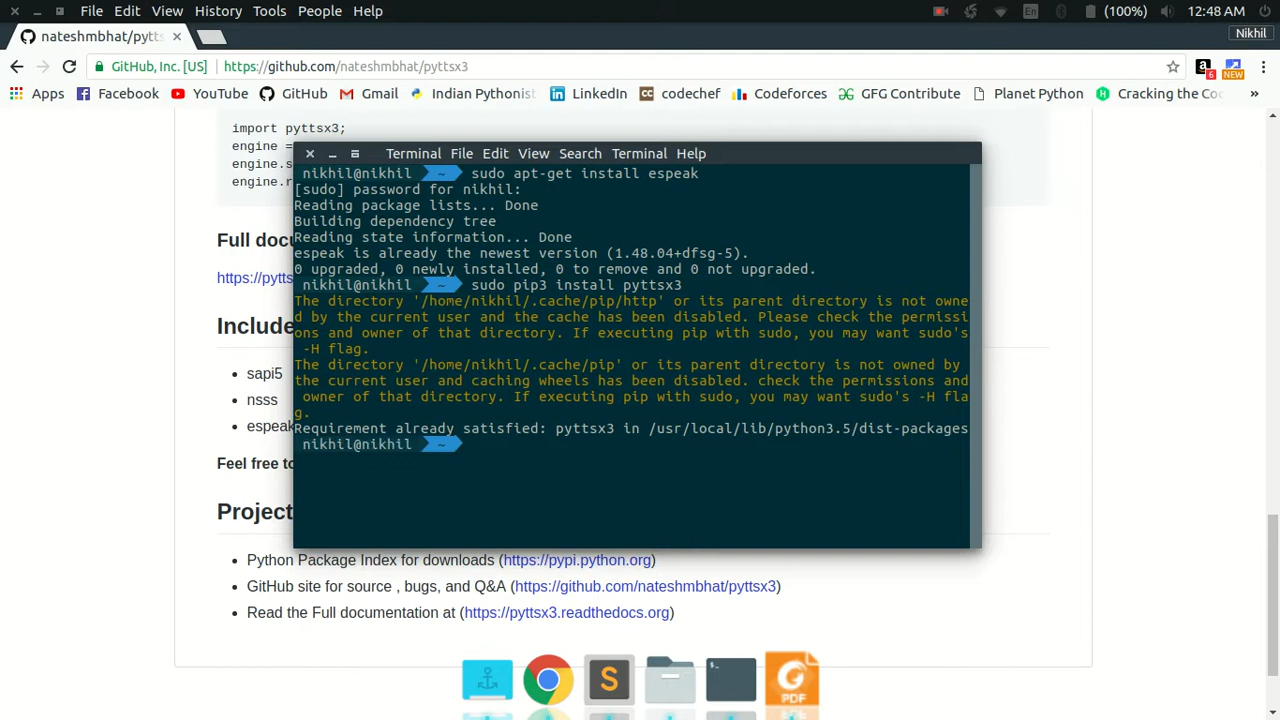 File Edit View History Tools People Help
En (100%) 12:48 AM
nateshmbhat/pytts
Nikhil
GitHub, Inc. [US] https://github.com/nateshmbhat/pyttsx3
6 NEW
Apps Facebook YouTube GitHub Gmail Indian Pythonist LinkedIn codechef Codeforces GFG Contribute Planet Python Cracking the Co »
import pyttsx3;
engine =
engine.s
engine.r
Terminal File Edit View Search Terminal Help
nikhil@nikhil ~ sudo apt-get install espeak
[sudo] password for nikhil:
Reading package lists... Done
Building dependency tree
Reading state information... Done
espeak is already the newest version (1.48.04+dfsg-5).
0 upgraded, 0 newly installed, 0 to remove and 0 not upgraded.
nikhil@nikhil ~ sudo pip3 install pyttsx3
The directory '/home/nikhil/.cache/pip/http' or its parent directory is not owne
d by the current user and the cache has been disabled. Please check the permissi
ons and owner of that directory. If executing pip with sudo, you may want sudo's
-H flag.
The directory '/home/nikhil/.cache/pip' or its parent directory is not owned by
the current user and caching wheels has been disabled. check the permissions and
owner of that directory. If executing pip with sudo, you may want sudo's -H fla
g.
Requirement already satisfied: pyttsx3 in /usr/local/lib/python3.5/dist-packages
nikhil@nikhil ~
Full docu
https://pytts
Include
sapi5
nsss
espeak
Feel free to
Project
Python Package Index for downloads (https://pypi.python.org)
GitHub site for source , bugs, and Q&A (https://github.com/nateshmbhat/pyttsx3)
Read the Full documentation at (https://pyttsx3.readthedocs.org)
S
$_
PDF